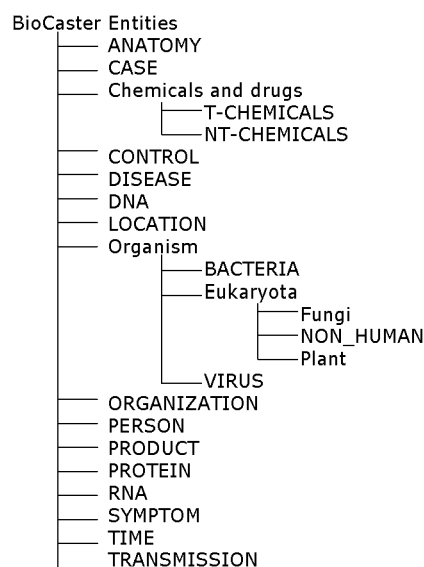 BioCaster Entities
ANATOMY
CASE
Chemicals and drugs
T-CHEMICALS
NT-CHEMICALS
CONTROL
DISEASE
DNA
LOCATION
Organism
BACTERIA
Eukaryota
Fungi
NON_HUMAN
Plant
VIRUS
ORGANIZATION
PERSON
PRODUCT
PROTEIN
RNA
SYMPTOM
TIME
TRANSMISSION